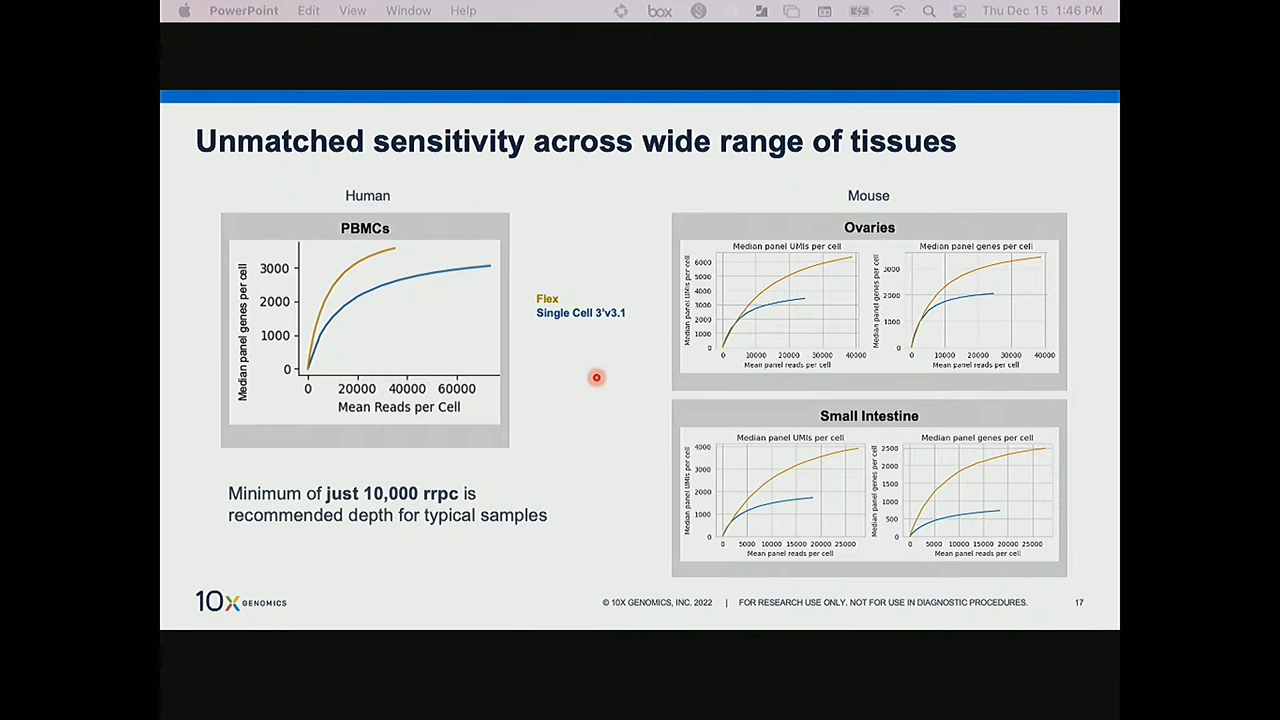 PowerPoint Edit View Window Help
box
Thu Dec 15 1:46 PM
Unmatched sensitivity across wide range of tissues
Human
PBMCs
Median panel genes per cell
3000
2000
1000
0
0 20000 40000 60000
Mean Reads per Cell
Flex
Single Cell 3'v3.1
Minimum of just 10,000 rrpc is
recommended depth for typical samples
Mouse
Ovaries
Median panel UMIs per cell
Median panel UMIs per cell
6000
5000
4000
3000
2000
1000
0
0 10000 20000 30000 40000
Mean panel reads per cell
Median panel genes per cell
Median panel genes per cell
3000
2000
1000
0
0 10000 20000 30000 40000
Mean panel reads per cell
Small Intestine
Median panel UMIs per cell
Median panel UMIs per cell
4000
3000
2000
1000
0
0 5000 10000 15000 20000 25000
Mean panel reads per cell
Median panel genes per cell
Median panel genes per cell
2500
2000
1500
1000
500
0
0 5000 10000 15000 20000 25000
Mean panel reads per cell
10x GENOMICS
© 10X GENOMICS, INC. 2022 | FOR RESEARCH USE ONLY. NOT FOR USE IN DIAGNOSTIC PROCEDURES.
17